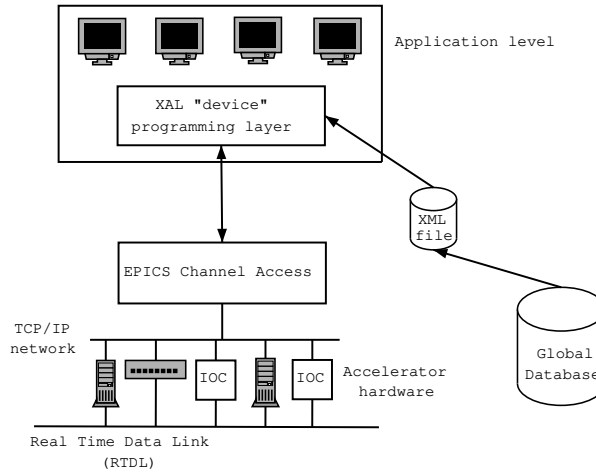 Application level
XAL "device"
programming layer
XML
file
EPICS Channel Access
TCP/IP
network
IOC
IOC
Accelerator
hardware
Global
Database
Real Time Data Link
(RTDL)